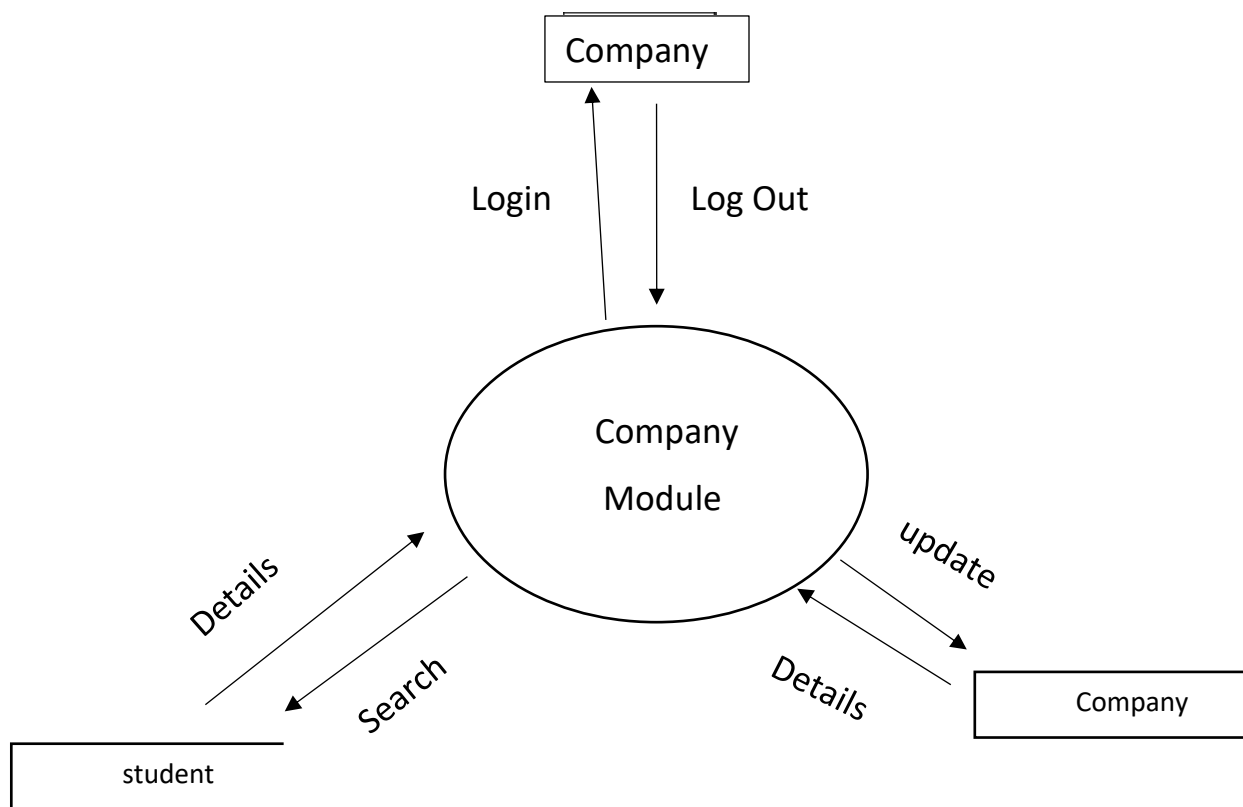 Company
Login
Log Out
Company
Module
update
Details
Search
Details
Company
student